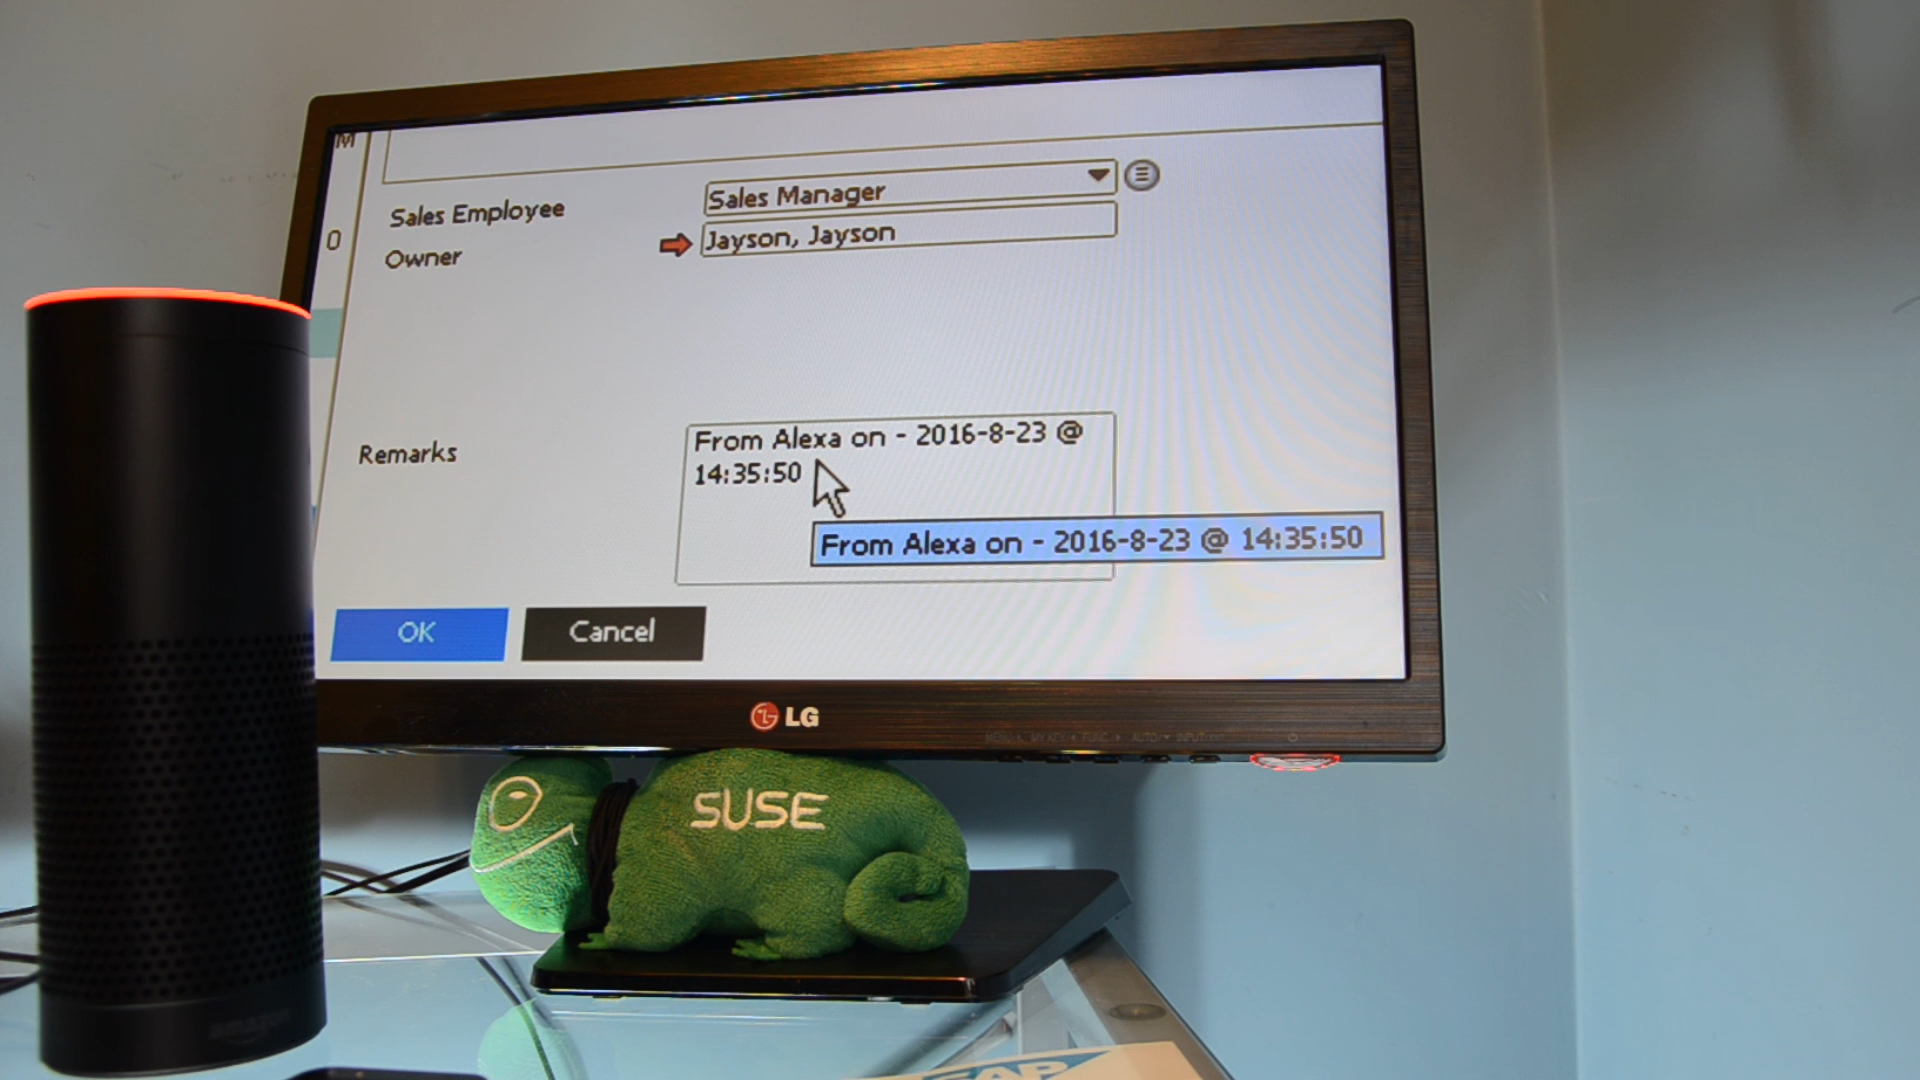 M
Sales Employee
Sales Manager
O
Owner
Jayson, Jayson
Remarks
From Alexa on - 2016-8-23 @
14:35:50
From Alexa on - 2016-8-23 @ 14:35:50
OK
Cancel
LG
SUSE
SAP